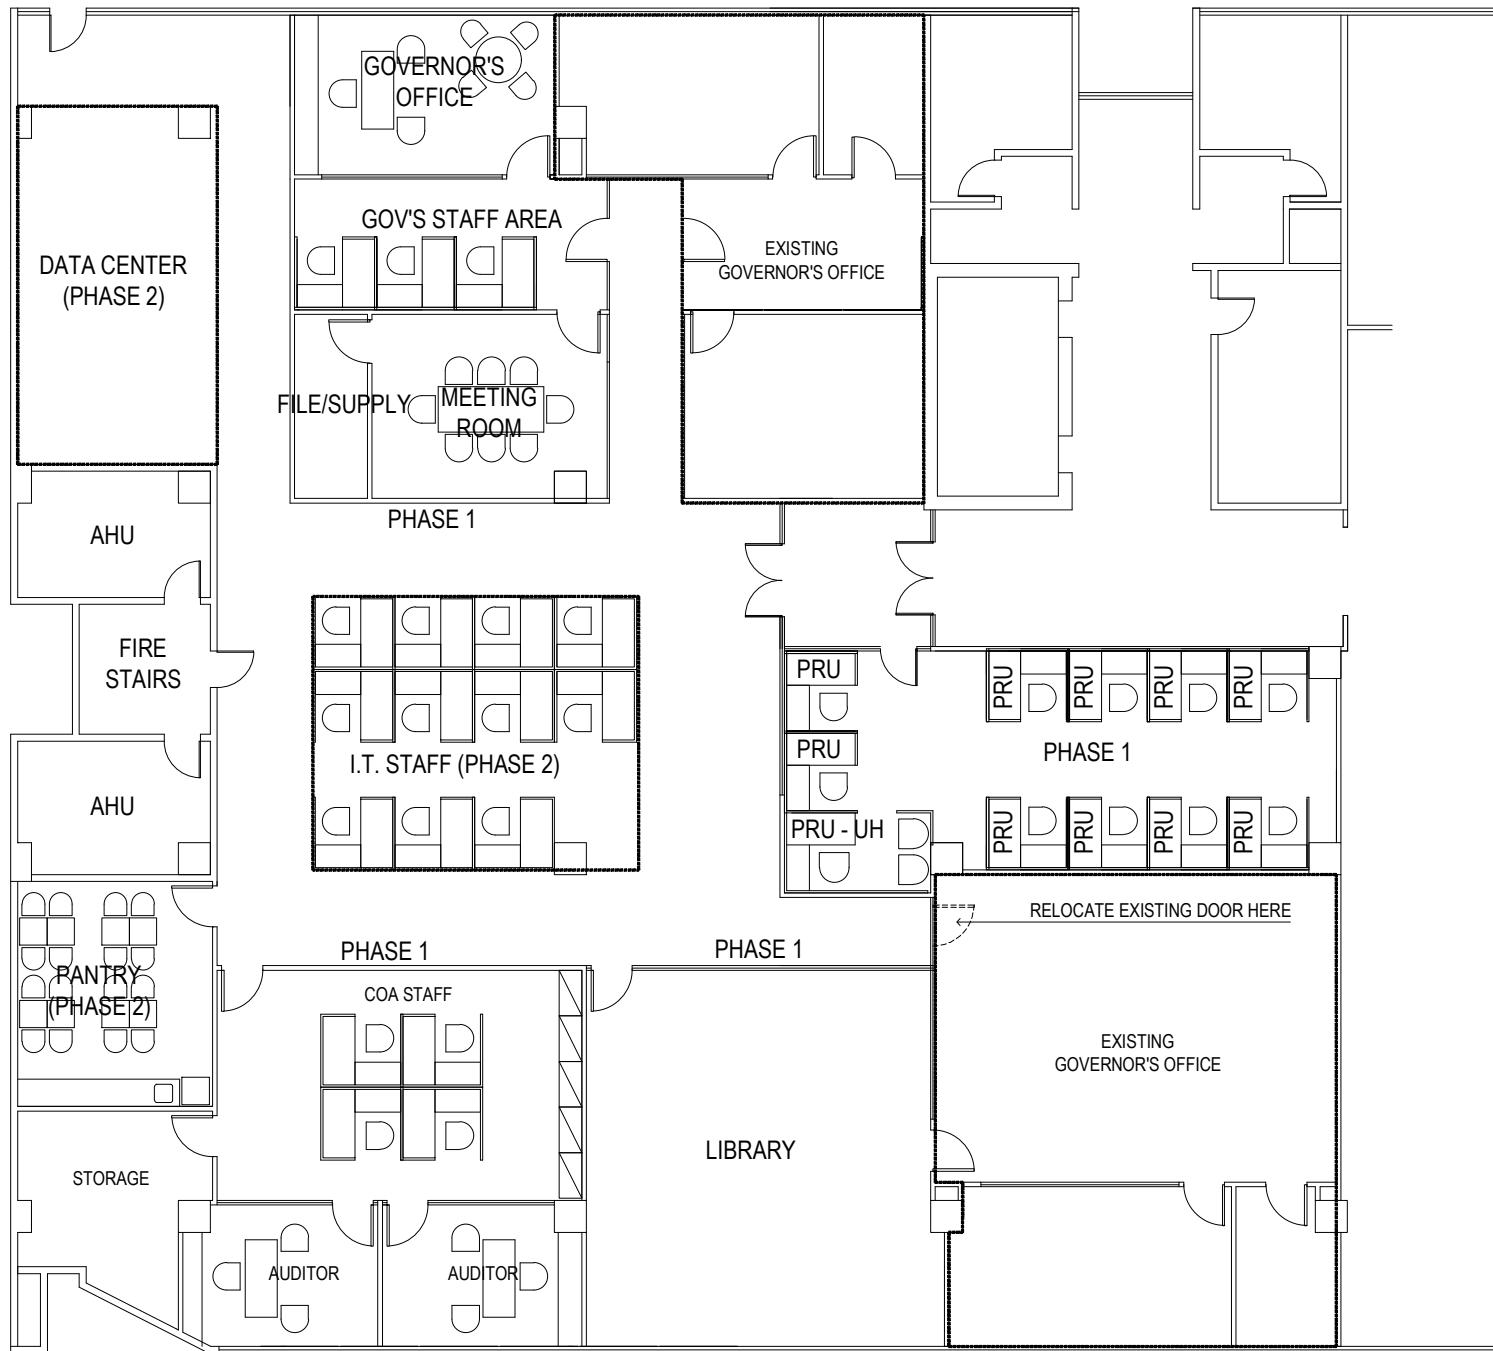 GOVERNOR'S
OFFICE
GOV'S STAFF AREA
DATA CENTER
(PHASE 2)
EXISTING
GOVERNOR'S OFFICE
FILE/SUPPLY
MEETING
ROOM
PHASE 1
AHU
FIRE
STAIRS
I.T. STAFF (PHASE 2)
AHU
PRU
PRU
PRU - UH
PRU
PRU
PRU
PRU
PHASE 1
PRU
PRU
PRU
PRU
RELOCATE EXISTING DOOR HERE
PHASE 1
PHASE 1
PANTRY
(PHASE 2)
COA STAFF
EXISTING
GOVERNOR'S OFFICE
LIBRARY
STORAGE
AUDITOR
AUDITOR